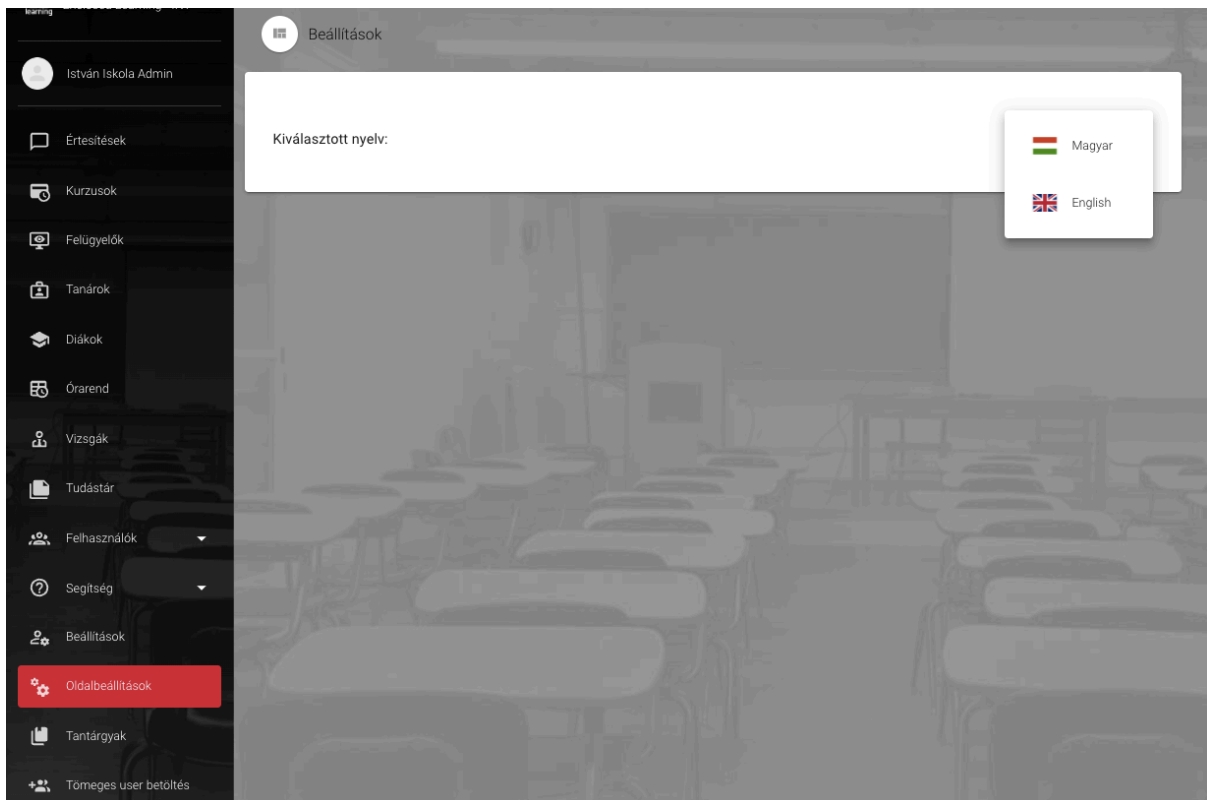 learning
Beállítások
István Iskola Admin
Értesítések
Kiválasztott nyelv:
Magyar
Kurzusok
English
Felügyelők
Tanárok
Diákok
Órarend
Vizsgák
Tudástár
Felhasználók
Segítség
Beállítások
Oldalbeállítások
Tantárgyak
Tömeges user betöltés